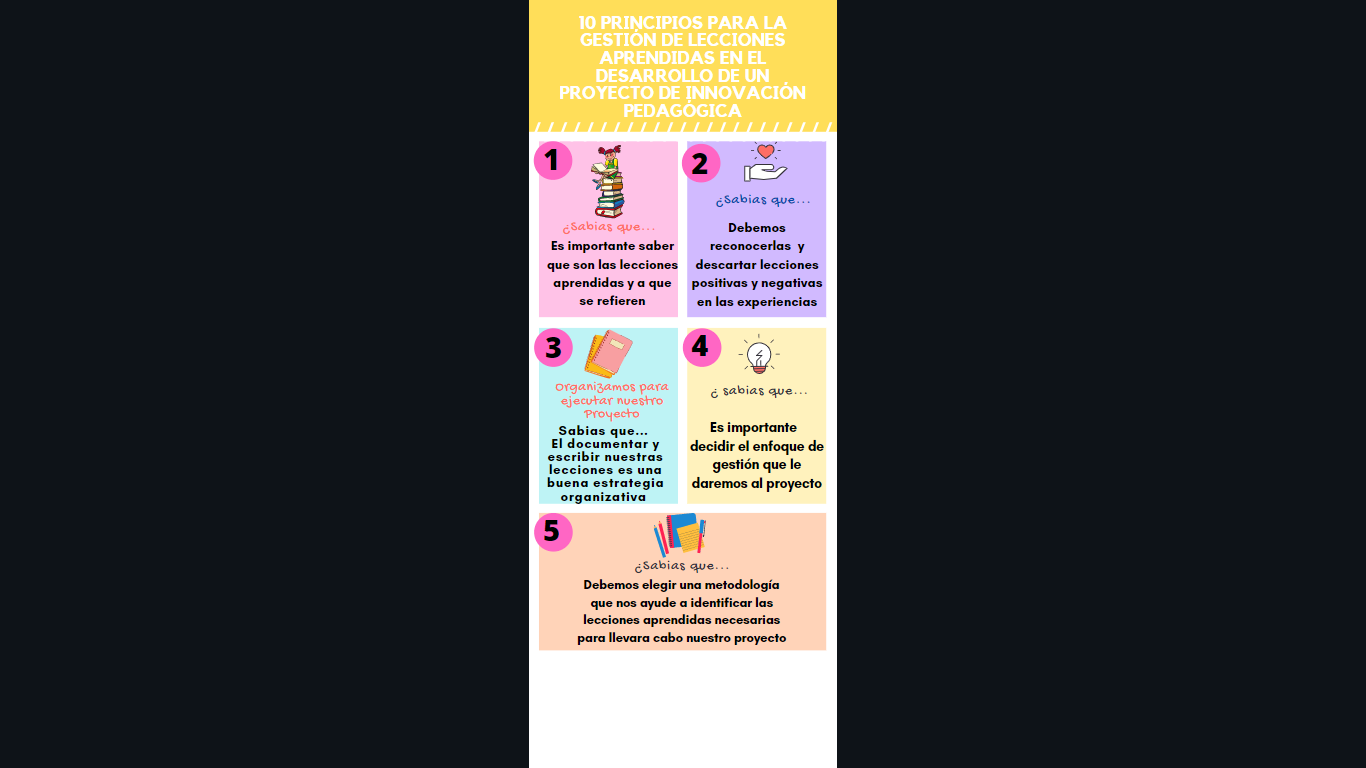 10 PRINCIPIOS PARA LA
GESTIÓN DE LECCIONES
APRENDIDAS EN EL
DESARROLLO DE UN
PROYECTO DE INNOVACIÓN
PEDAGÓGICA
1
¿Sabias que...
Es importante saber
que son las lecciones
aprendidas y a que
se refieren
2
¿Sabias que...
Debemos
reconocerlas y
descartar lecciones
positivas y negativas
en las experiencias
3
Organizamos para
ejecutar nuestro
Proyecto
Sabias que...
El documentar y
escribir nuestras
lecciones es una
buena estrategia
organizativa
4
¿ sabias que...
Es importante
decidir el enfoque de
gestión que le
daremos al proyecto
5
¿Sabias que...
Debemos elegir una metodología
que nos ayude a identificar las
lecciones aprendidas necesarias
para llevara cabo nuestro proyecto